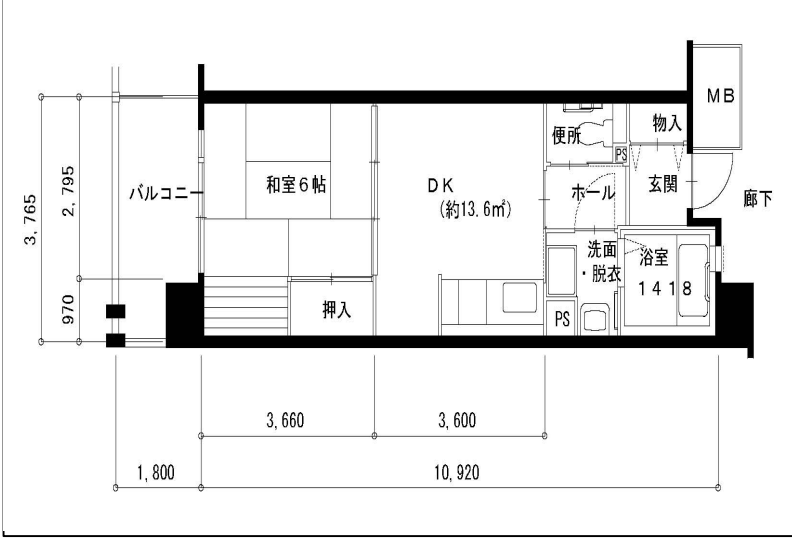 MB
便所
物入
PS
和室6帖
DK
(約13.6㎡)
ホール
玄関
バルコニー
廊下
3,765
2,795
970
洗面
・脱衣
浴室
1418
押入
PS
3,660
3,600
1,800
10,920